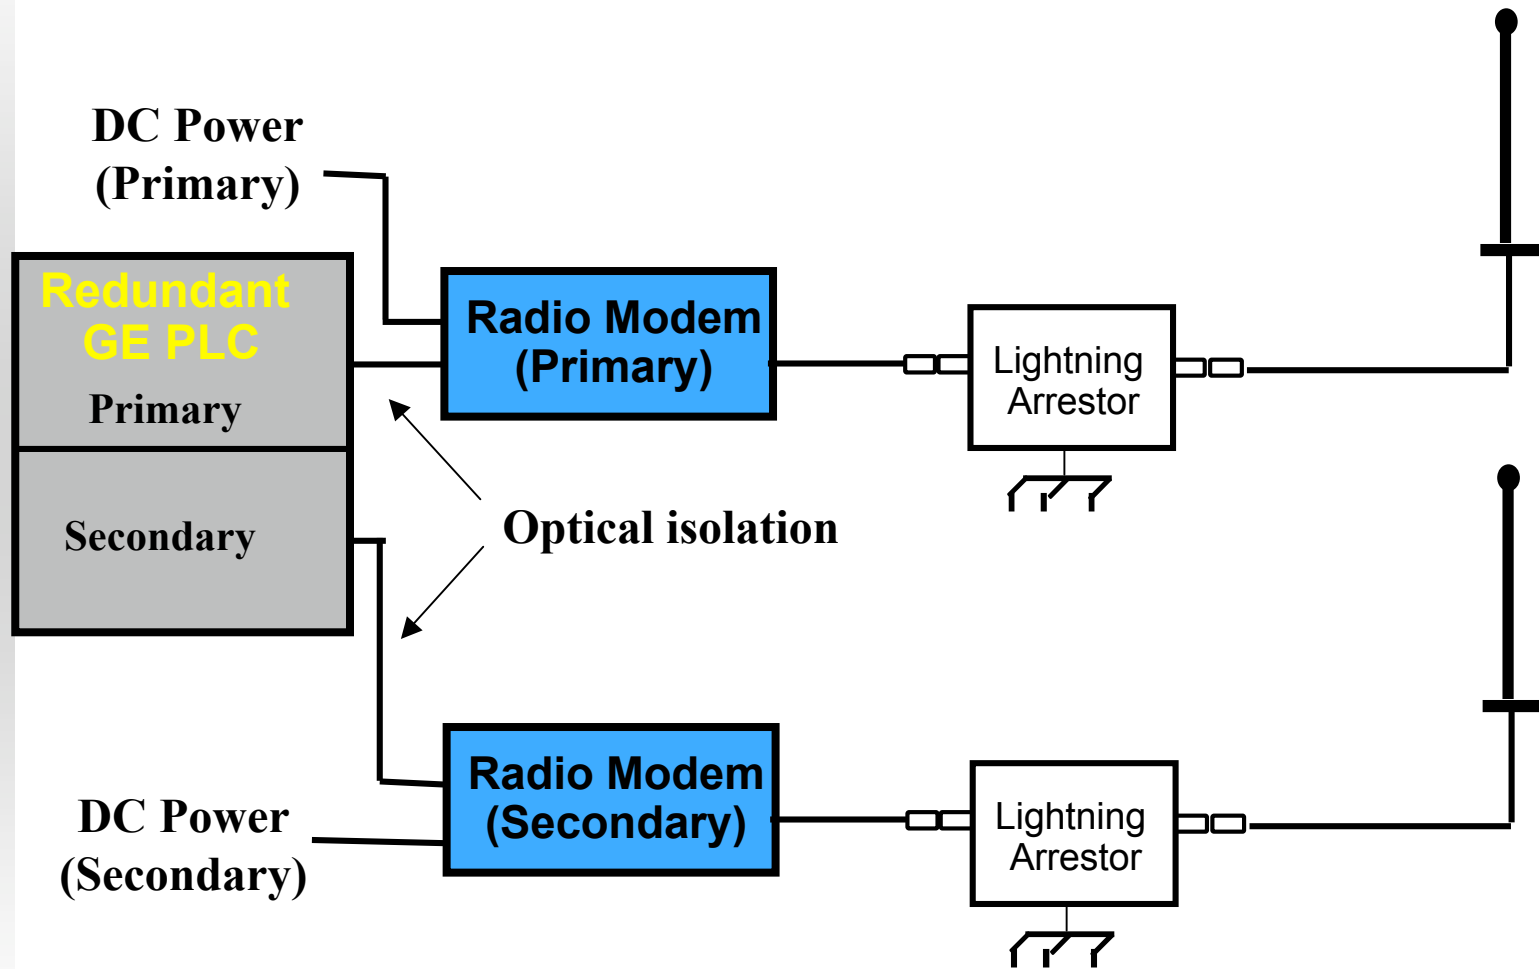 DC Power
(Primary)
Redundant
GE PLC
Primary
Radio Modem
(Primary)
Lightning
Arrestor
Secondary
Optical isolation
DC Power
(Secondary)
Radio Modem
(Secondary)
Lightning
Arrestor